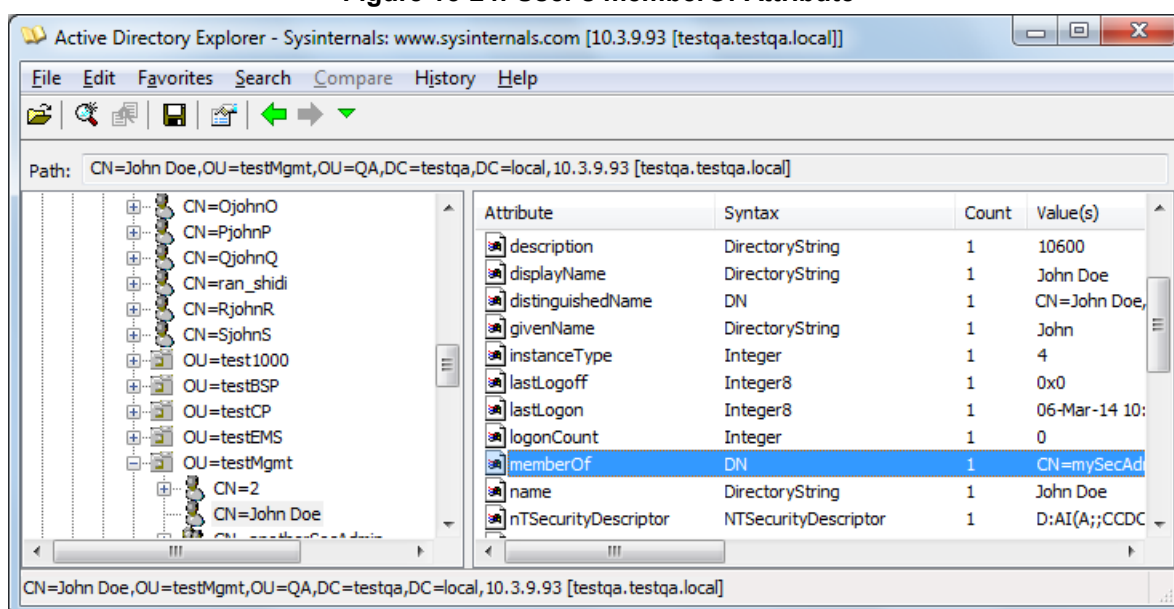 Active Directory Explorer - Sysinternals: www.sysinternals.com [10.3.9.93 [testqa.testqa.local]]
File Edit Favorites Search Compare History Help
Path: CN=John Doe,OU=testMgmt,OU=QA,DC=testqa,DC=local,10.3.9.93 [testqa.testqa.local]
CN=OjohnO
CN=PjohnP
CN=QjohnQ
CN=ran_shidi
CN=RjohnR
CN=SjohnS
OU=test1000
OU=testBSP
OU=testCP
OU=testEMS
OU=testMgmt
CN=2
CN=John Doe
Attribute Syntax Count Value(s)
description DirectoryString 1 10600
displayName DirectoryString 1 John Doe
distinguishedName DN 1 CN=John Doe,
givenName DirectoryString 1 John
instanceType Integer 1 4
lastLogoff Integer8 1 0x0
lastLogon Integer8 1 06-Mar-14 10:
logonCount Integer 1 0
memberOf DN 1 CN=mySecAdr
name DirectoryString 1 John Doe
nTSecurityDescriptor NTSecurityDescriptor 1 D:AI(A;;CCDC
CN=John Doe,OU=testMgmt,OU=QA,DC=testqa,DC=local,10.3.9.93 [testqa.testqa.local]